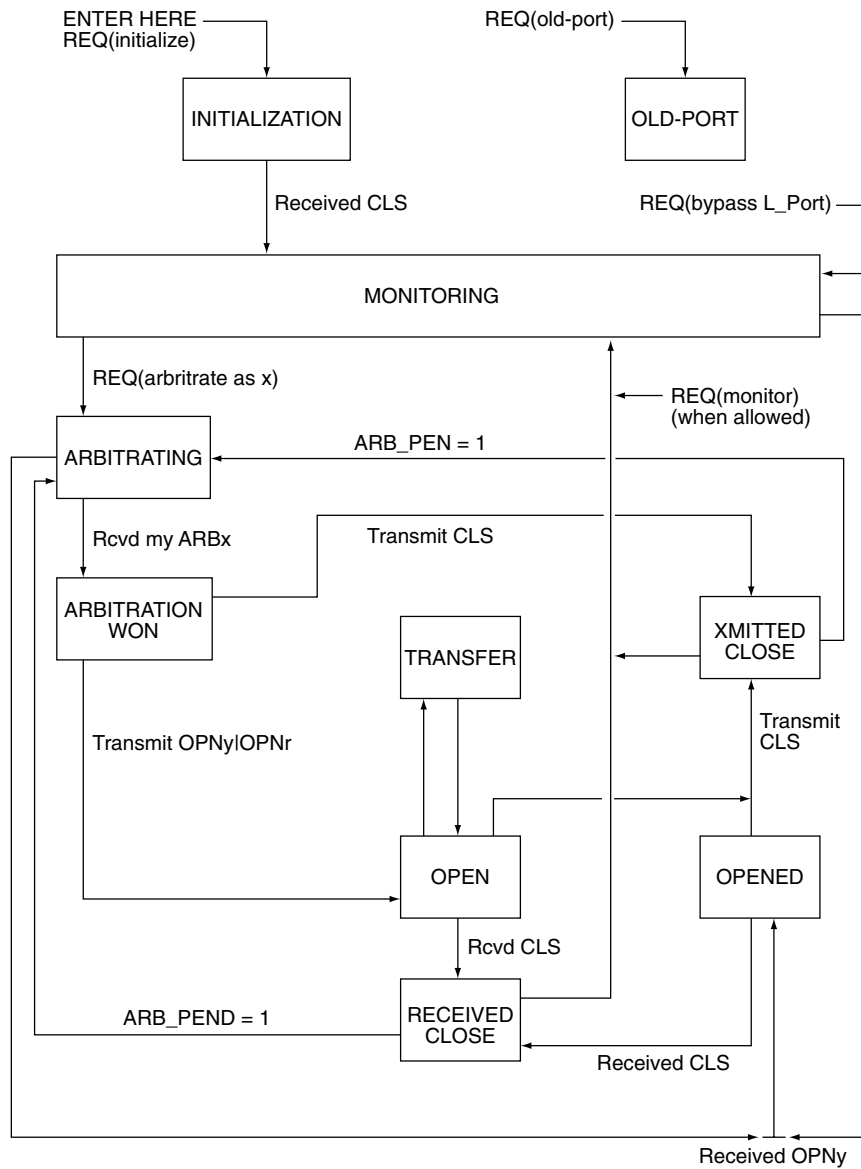 ENTER HERE
REQ(initialize)
REQ(old-port)
INITIALIZATION
OLD-PORT
Received CLS
REQ(bypass L_Port)
MONITORING
REQ(arbritrate as x)
REQ(monitor)
(when allowed)
ARB_PEN = 1
ARBITRATING
Rcvd my ARBx
Transmit CLS
ARBITRATION
WON
TRANSFER
XMITTED
CLOSE
Transmit OPNy|OPNr
Transmit
CLS
OPEN
OPENED
Rcvd CLS
ARB_PEND = 1
RECEIVED
CLOSE
Received CLS
Received OPNy